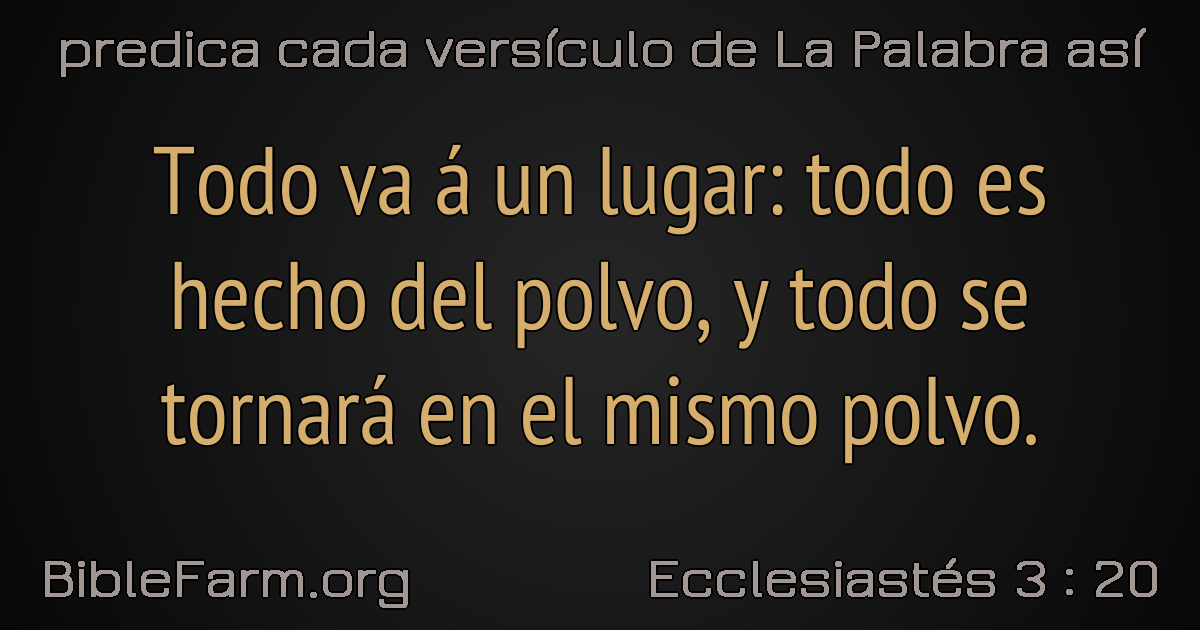 predica cada versículo de La Palabra así
Todo va á un lugar: todo es
hecho del polvo, y todo se
tornará en el mismo polvo.
BibleFarm.org
Ecclesiastés 3 : 20